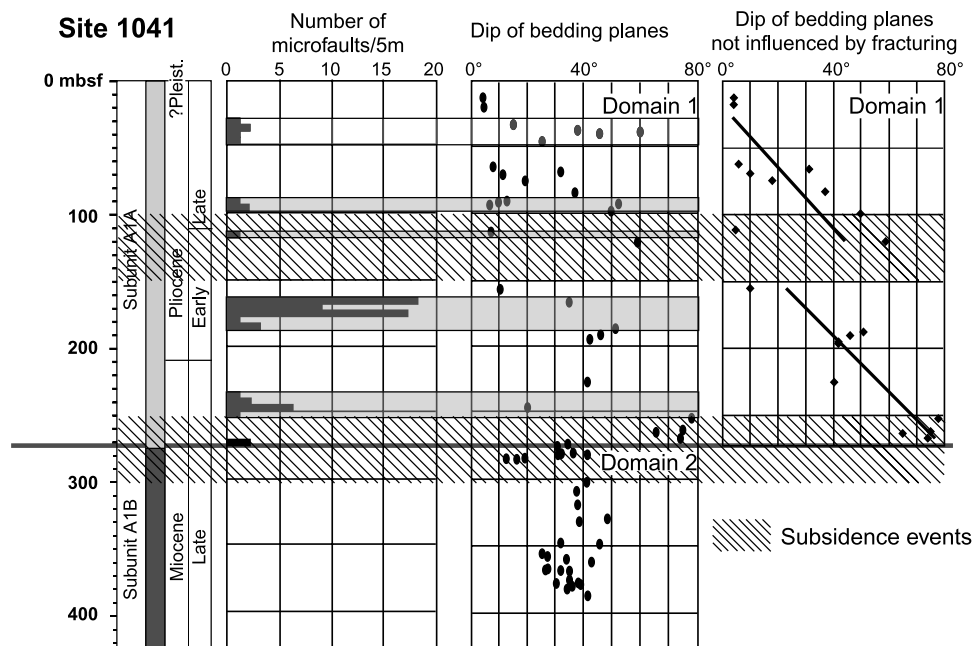 Site 1041
Number of
microfaults/5m
Dip of bedding planes
Dip of bedding planes
not influenced by fracturing
0 mbsf
0 5 10 15 20
0° 40° 80°
0° 40° 80°
?Pleist.
Domain 1
Domain 1
Late
100
Subunit A1A
Pliocene
Early
200
Domain 2
300
Subsidence events
Subunit A1B
Miocene
Late
400